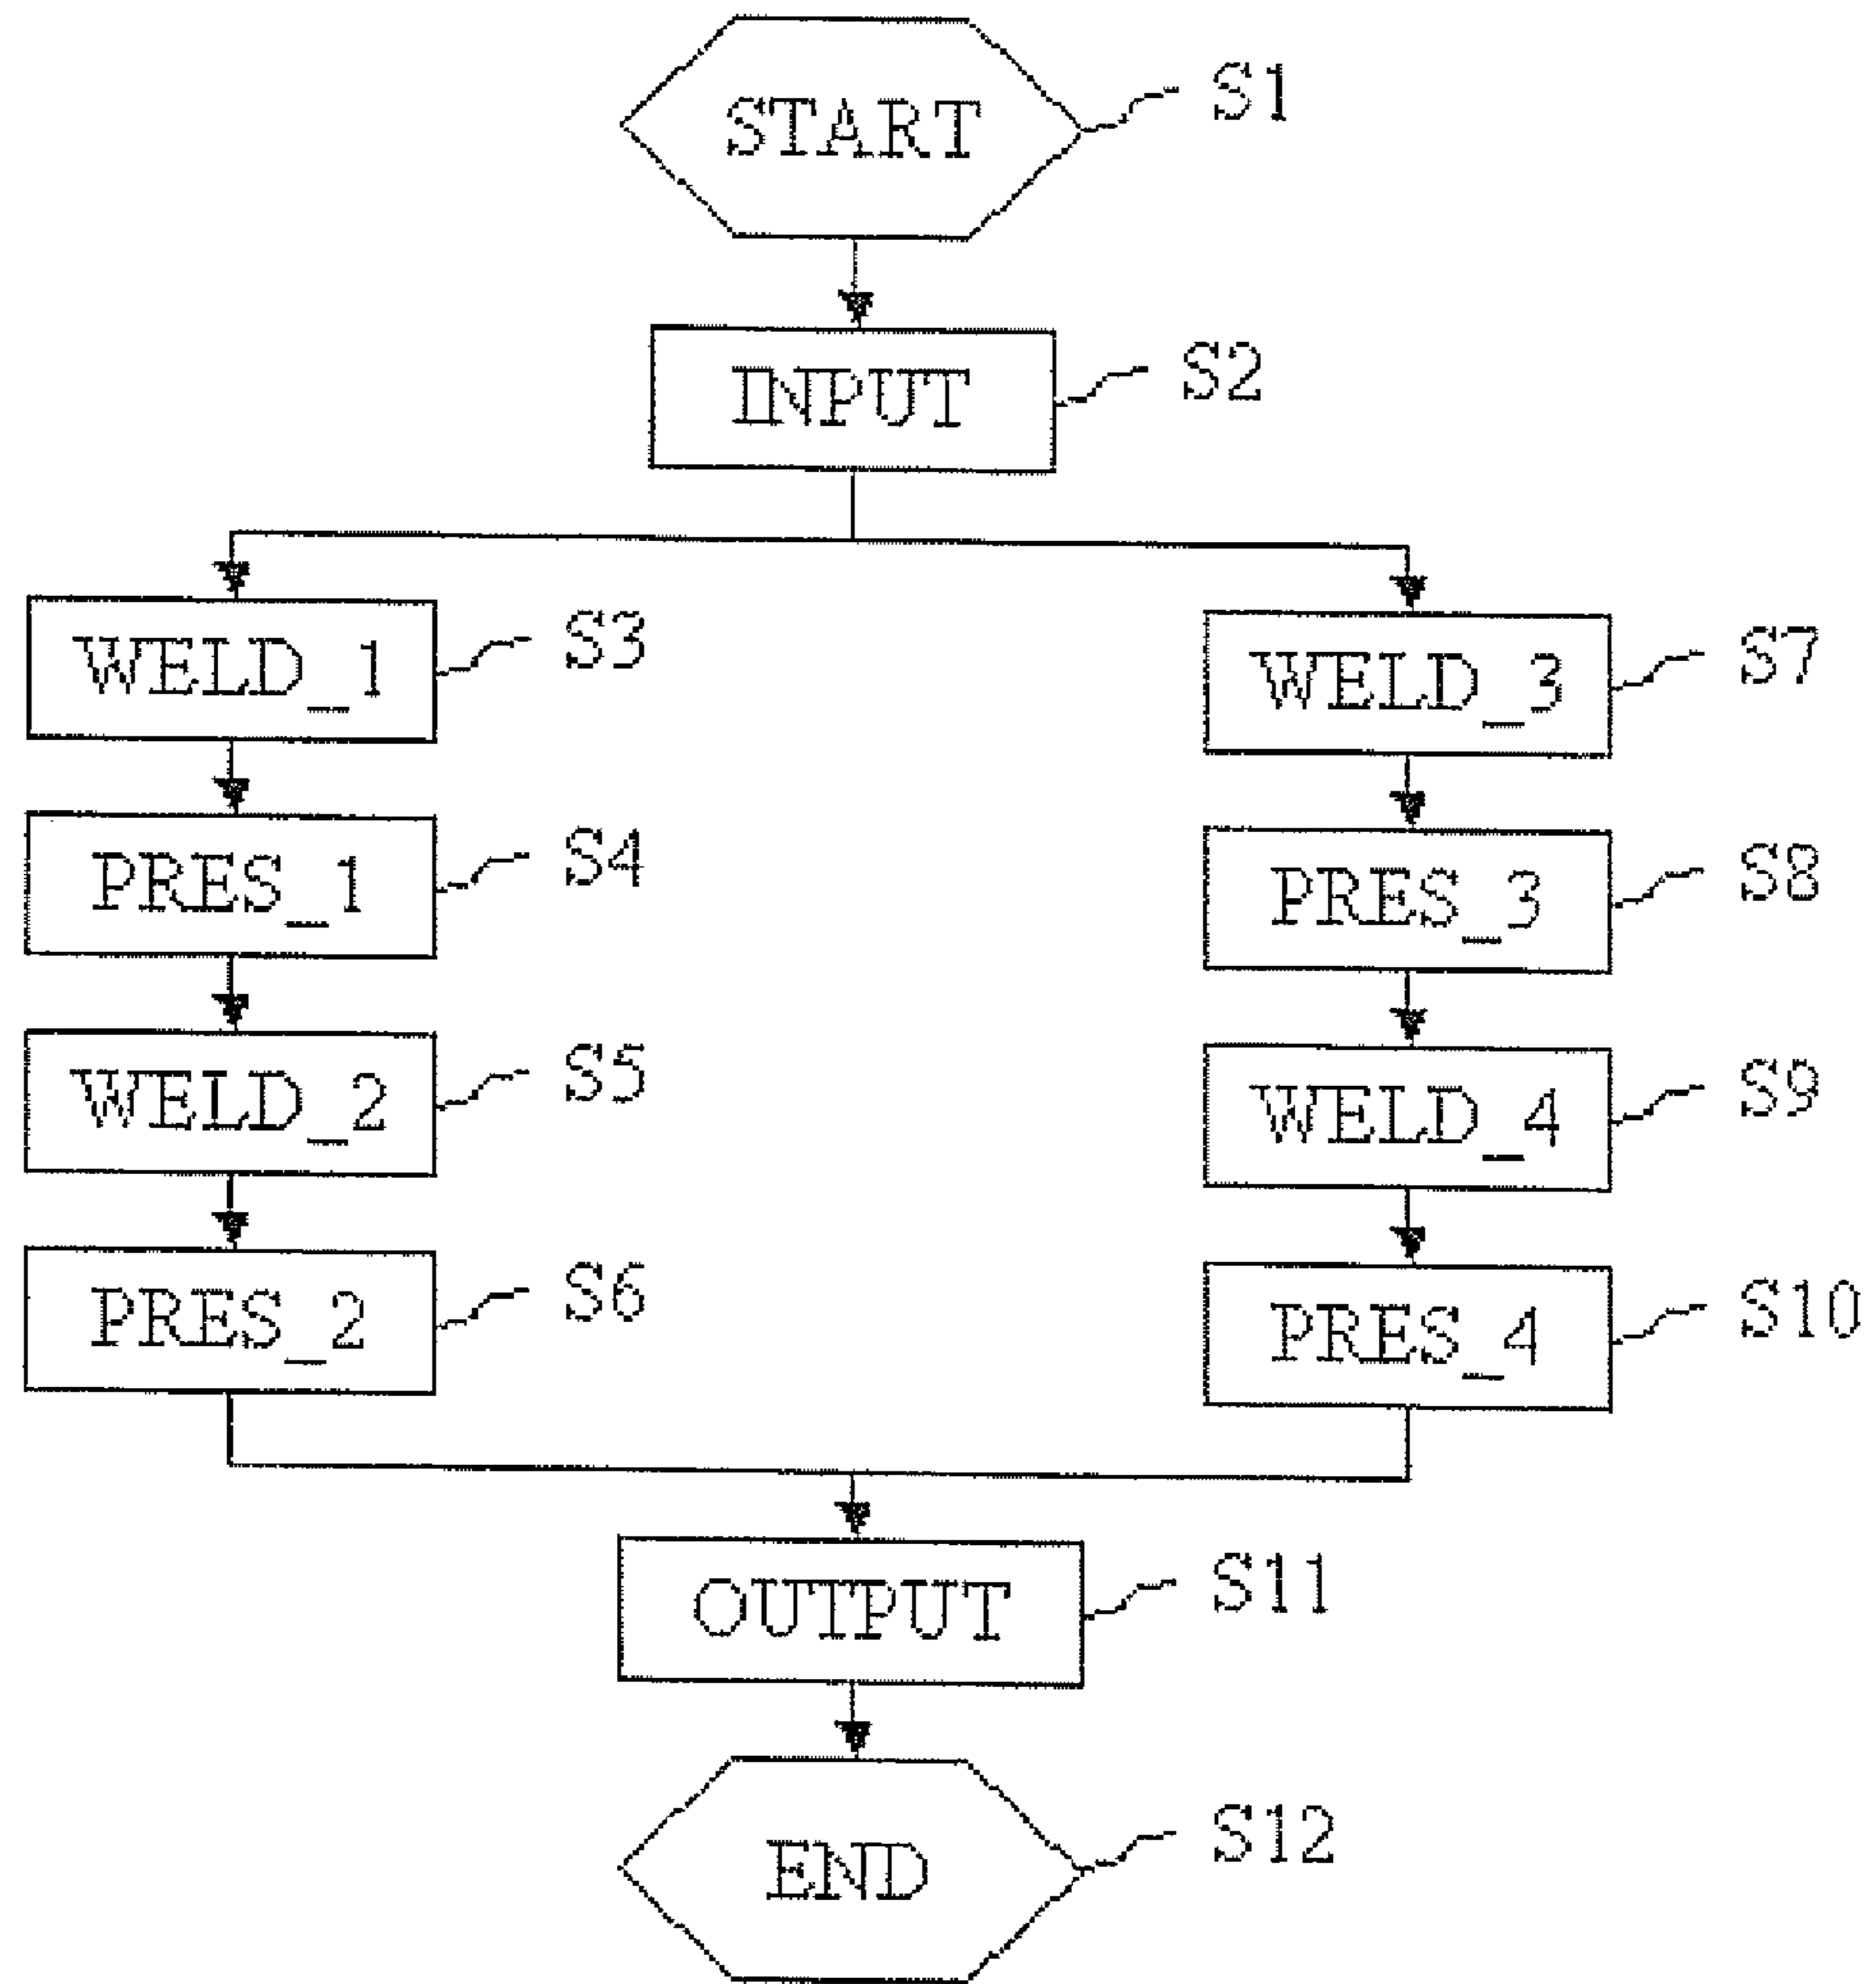 START S1
INPUT S2
WELD_1 S3
PRES_1 S4
WELD_2 S5
PRES_2 S6
WELD_3 S7
PRES_3 S8
WELD_4 S9
PRES_4 S10
OUTPUT S11
END S12